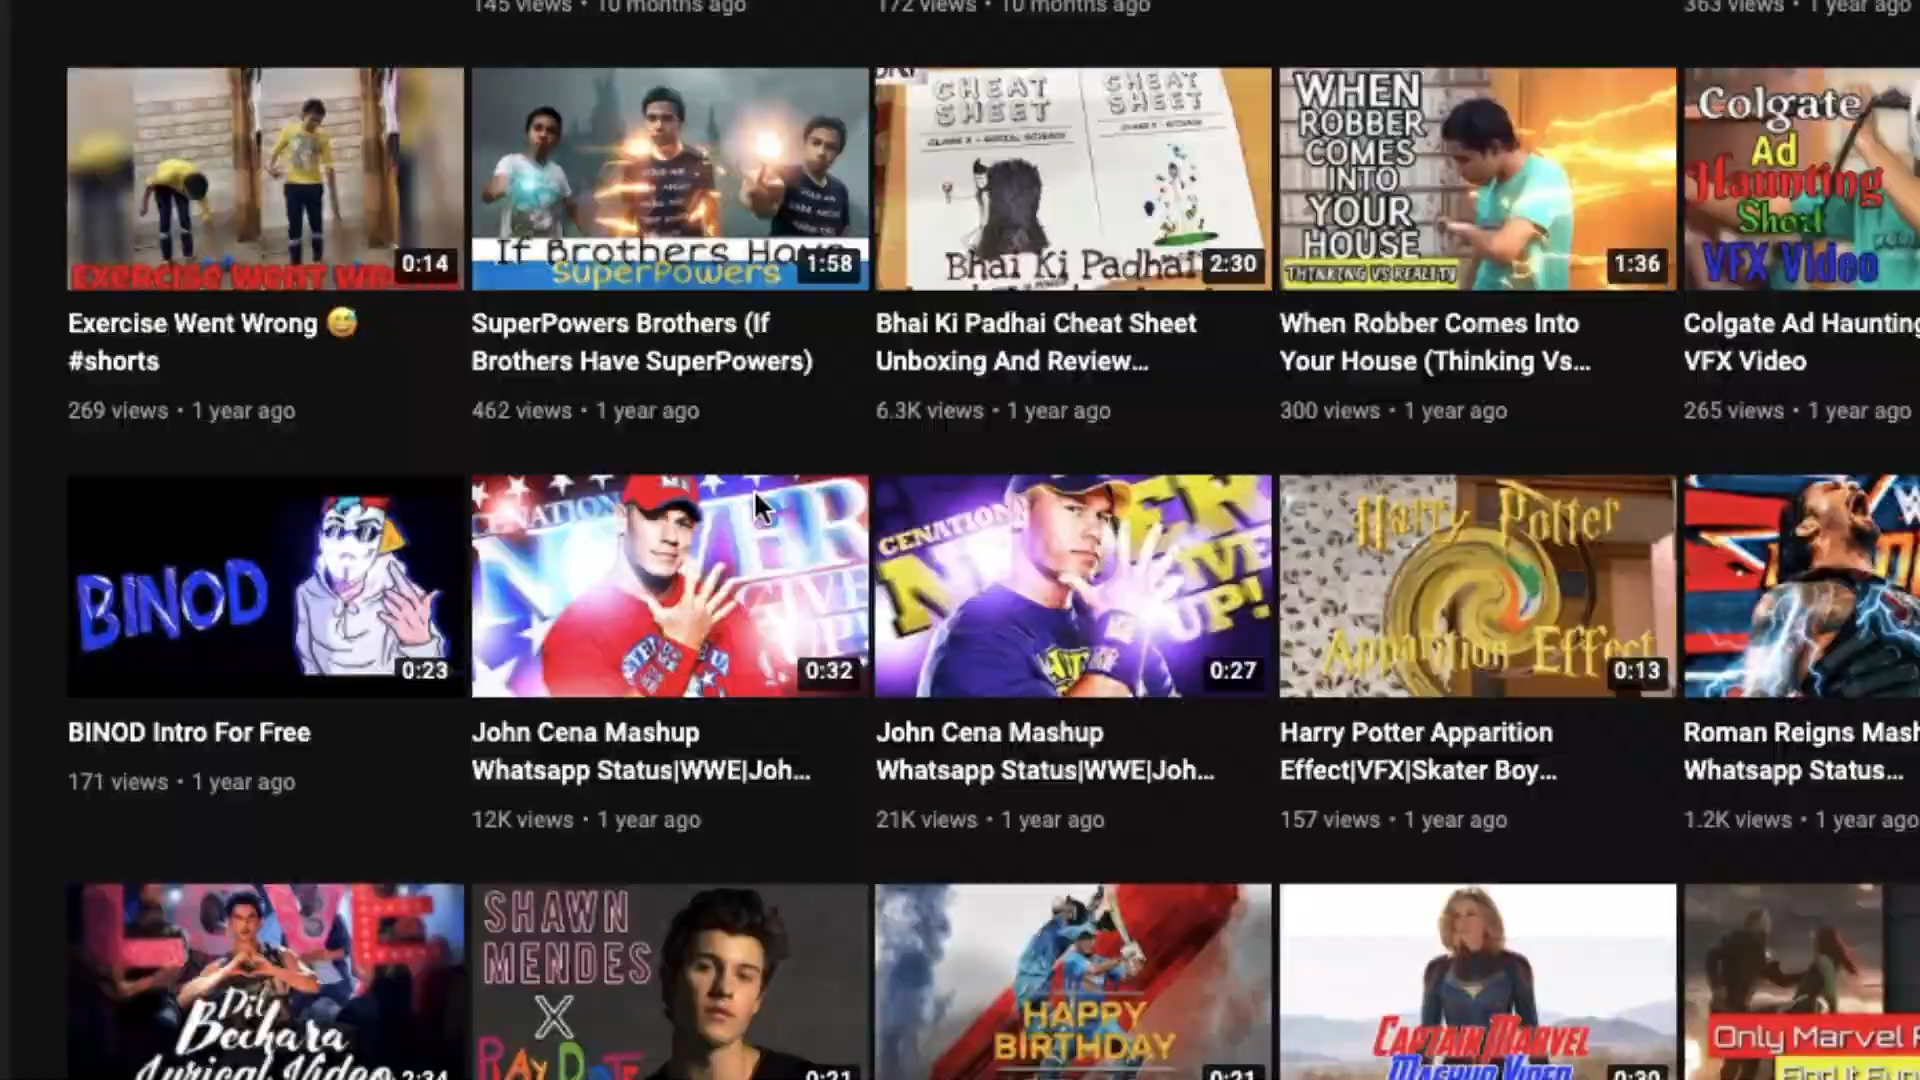 145 views • 10 months ago
172 views • 10 months ago
363 views • 1 year ago
CHEAT
SHEET
CHEAT
SHEET
WHEN
ROBBER
COMES
INTO
YOUR
HOUSE
THINKING VS REALITY
Colgate
Ad
Haunting
Short
VFX Video
If Brothers Have
SuperPowers
Bhai Ki Padhai
EXERCISE WENT WR
0:14
1:58
2:30
1:36
Exercise Went Wrong 😅
#shorts
269 views • 1 year ago
SuperPowers Brothers (If
Brothers Have SuperPowers)
462 views • 1 year ago
Bhai Ki Padhai Cheat Sheet
Unboxing And Review...
6.3K views • 1 year ago
When Robber Comes Into
Your House (Thinking Vs...
300 views • 1 year ago
Colgate Ad Haunting
VFX Video
265 views • 1 year ago
BINOD
0:23
CENATION
NEVER
GIVE
UP!
0:32
CENATION
NEVER
GIVE
UP!
0:27
Harry Potter
Apparition Effect
0:13
BINOD Intro For Free
171 views • 1 year ago
John Cena Mashup
Whatsapp Status|WWE|Joh...
12K views • 1 year ago
John Cena Mashup
Whatsapp Status|WWE|Joh...
21K views • 1 year ago
Harry Potter Apparition
Effect|VFX|Skater Boy...
157 views • 1 year ago
Roman Reigns Mash
Whatsapp Status...
1.2K views • 1 year ago
LOVE
Dil
Bechara
Lyrical Video
2:34
SHAWN
MENDES
X
0:21
HAPPY
BIRTHDAY
0:21
CAPTAIN MARVEL
MASHUP VIDEO
0:30
Only Marvel F